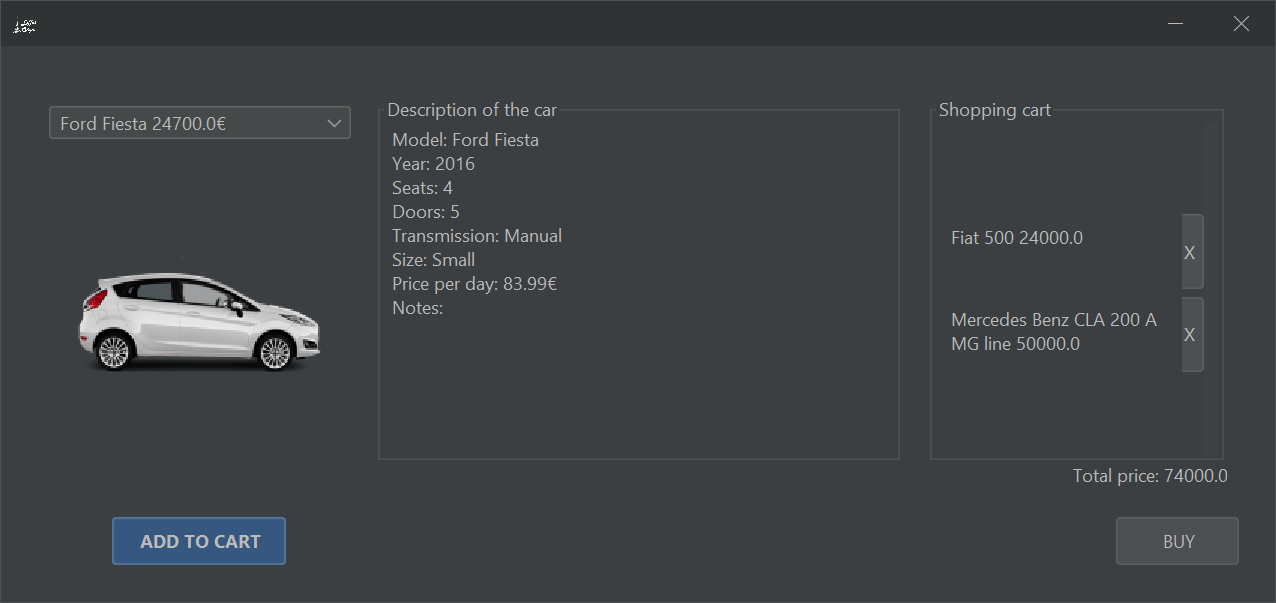 Ford Fiesta 24700.0€
Description of the car
Model: Ford Fiesta
Year: 2016
Seats: 4
Doors: 5
Transmission: Manual
Size: Small
Price per day: 83.99€
Notes:
Shopping cart
Fiat 500 24000.0
X
Mercedes Benz CLA 200 A
MG line 50000.0
X
Total price: 74000.0
ADD TO CART
BUY